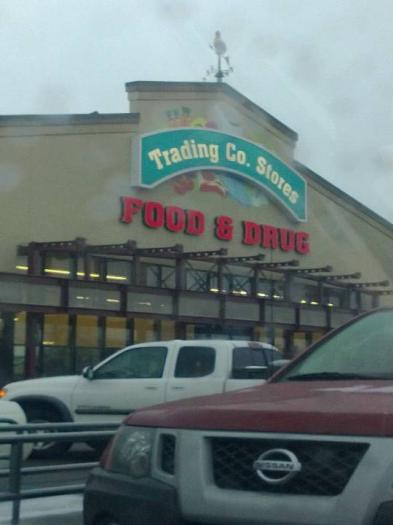 Trading Co. Stores
FOOD & DRUG
NISSAN